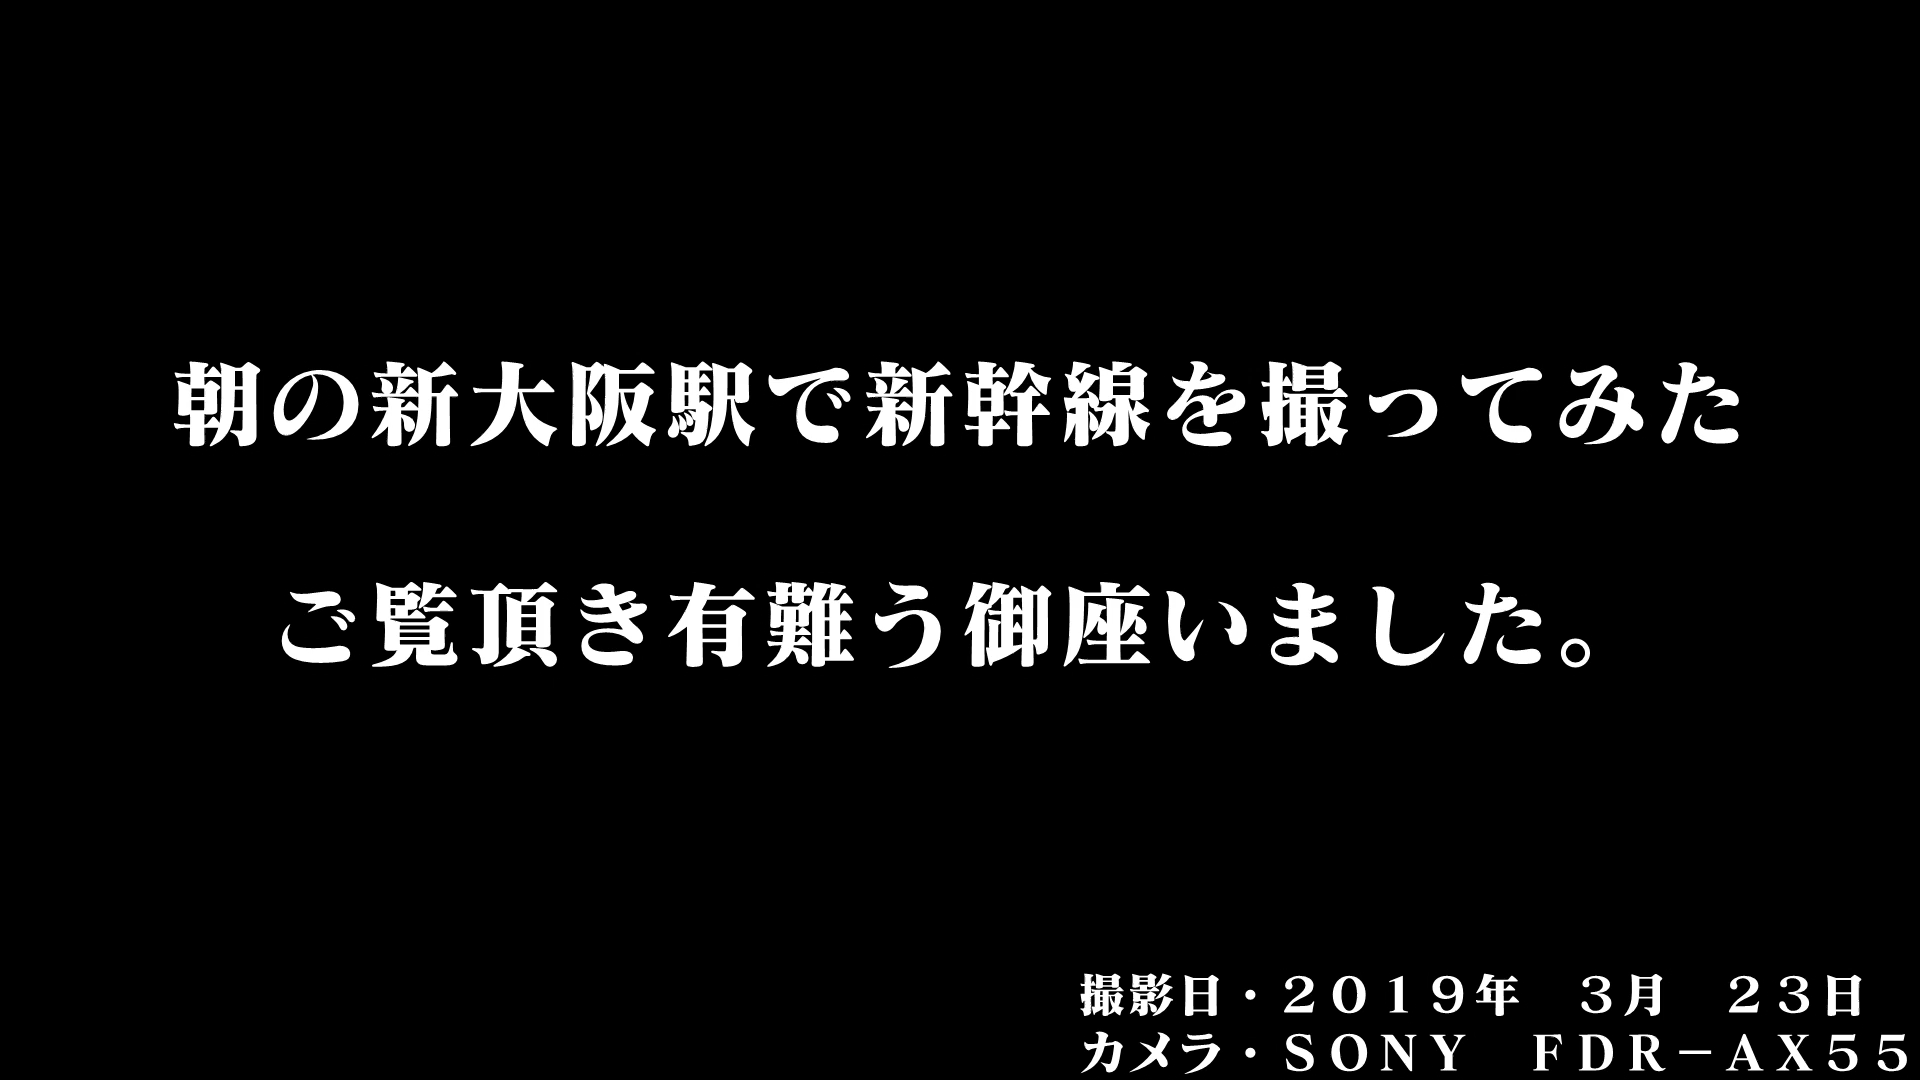 朝の新大阪駅で新幹線を撮ってみた
ご覧頂き有難う御座いました。
撮影日・２０１９年　３月　２３日
カメラ・ＳＯＮＹ　ＦＤＲ－ＡＸ５５